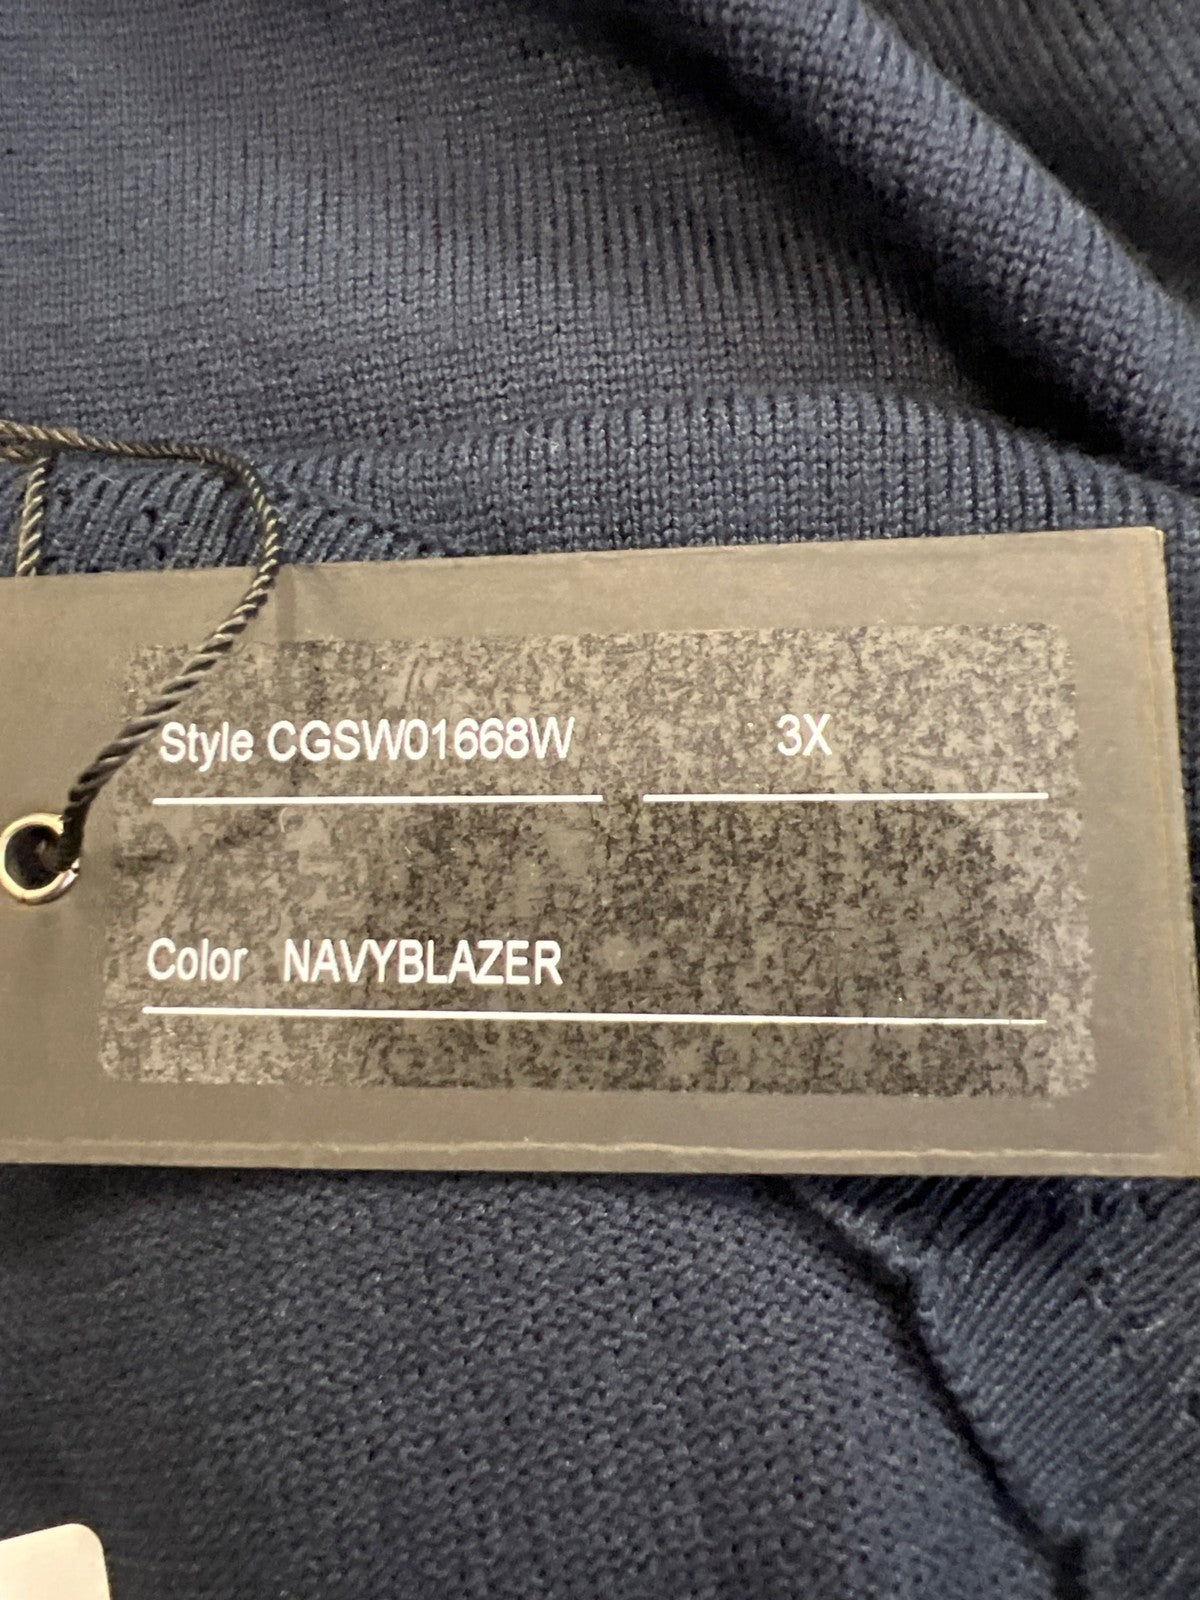 Style CGSW01668W 3X
Color NAVYBLAZER